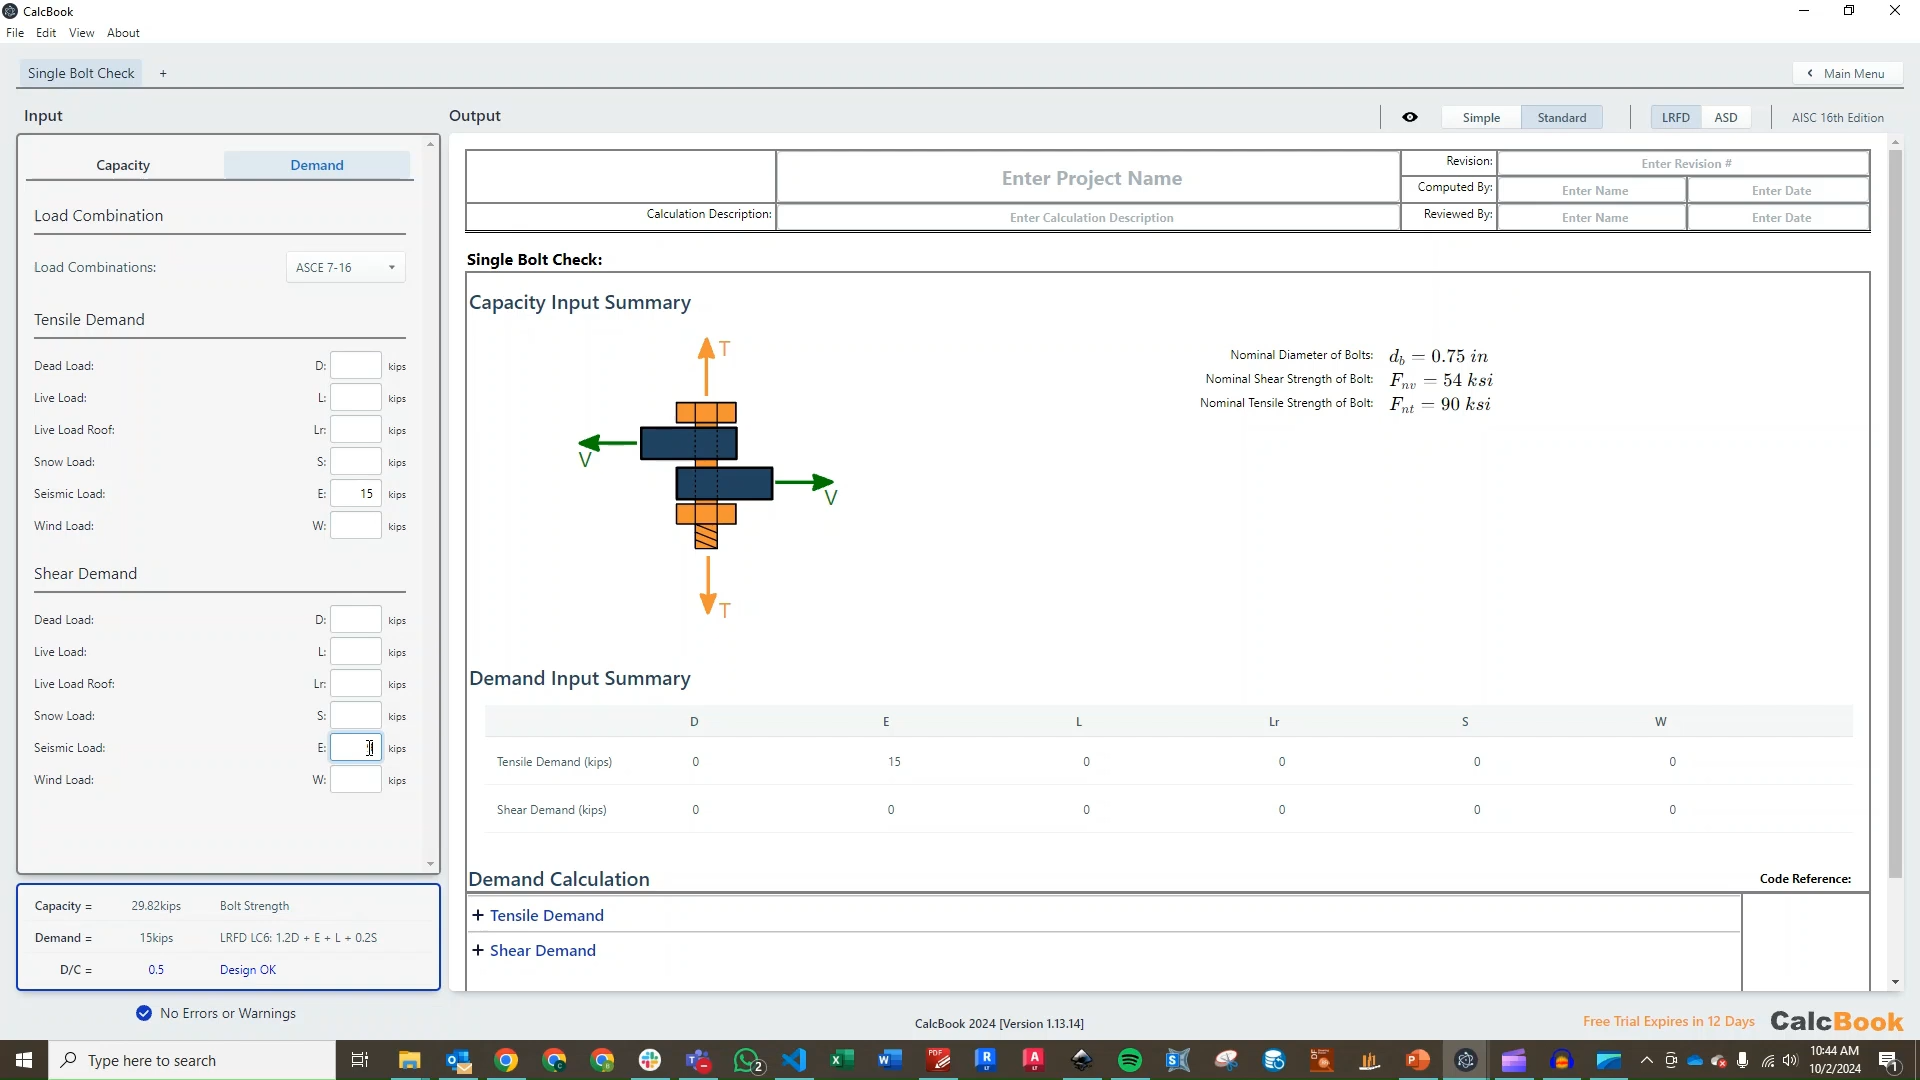 CalcBook
File Edit View About
Single Bolt Check +
Main Menu
Input
Output
Simple Standard LRFD ASD AISC 16th Edition
Capacity Demand
Load Combination
Load Combinations: ASCE 7-16
Tensile Demand
Dead Load: D: kips
Live Load: L: kips
Live Load Roof: Lr: kips
Snow Load: S: kips
Seismic Load: E: 15 kips
Wind Load: W: kips
Shear Demand
Dead Load: D: kips
Live Load: L: kips
Live Load Roof: Lr: kips
Snow Load: S: kips
Seismic Load: E: kips
Wind Load: W: kips
Capacity = 29.82kips Bolt Strength
Demand = 15kips LRFD LC6: 1.2D + E + L + 0.2S
D/C = 0.5 Design OK
No Errors or Warnings
Enter Project Name
Revision: Enter Revision #
Computed By: Enter Name Enter Date
Calculation Description: Enter Calculation Description
Reviewed By: Enter Name Enter Date
Single Bolt Check:
Capacity Input Summary
T
V
V
T
Nominal Diameter of Bolts: d_b = 0.75 in
Nominal Shear Strength of Bolt: F_nv = 54 ksi
Nominal Tensile Strength of Bolt: F_nt = 90 ksi
Demand Input Summary
D E L Lr S W
Tensile Demand (kips) 0 15 0 0 0 0
Shear Demand (kips) 0 0 0 0 0 0
Demand Calculation Code Reference:
+ Tensile Demand
+ Shear Demand
CalcBook 2024 [Version 1.13.14]
Free Trial Expires in 12 Days CalcBook
Type here to search
10:44 AM
10/2/2024